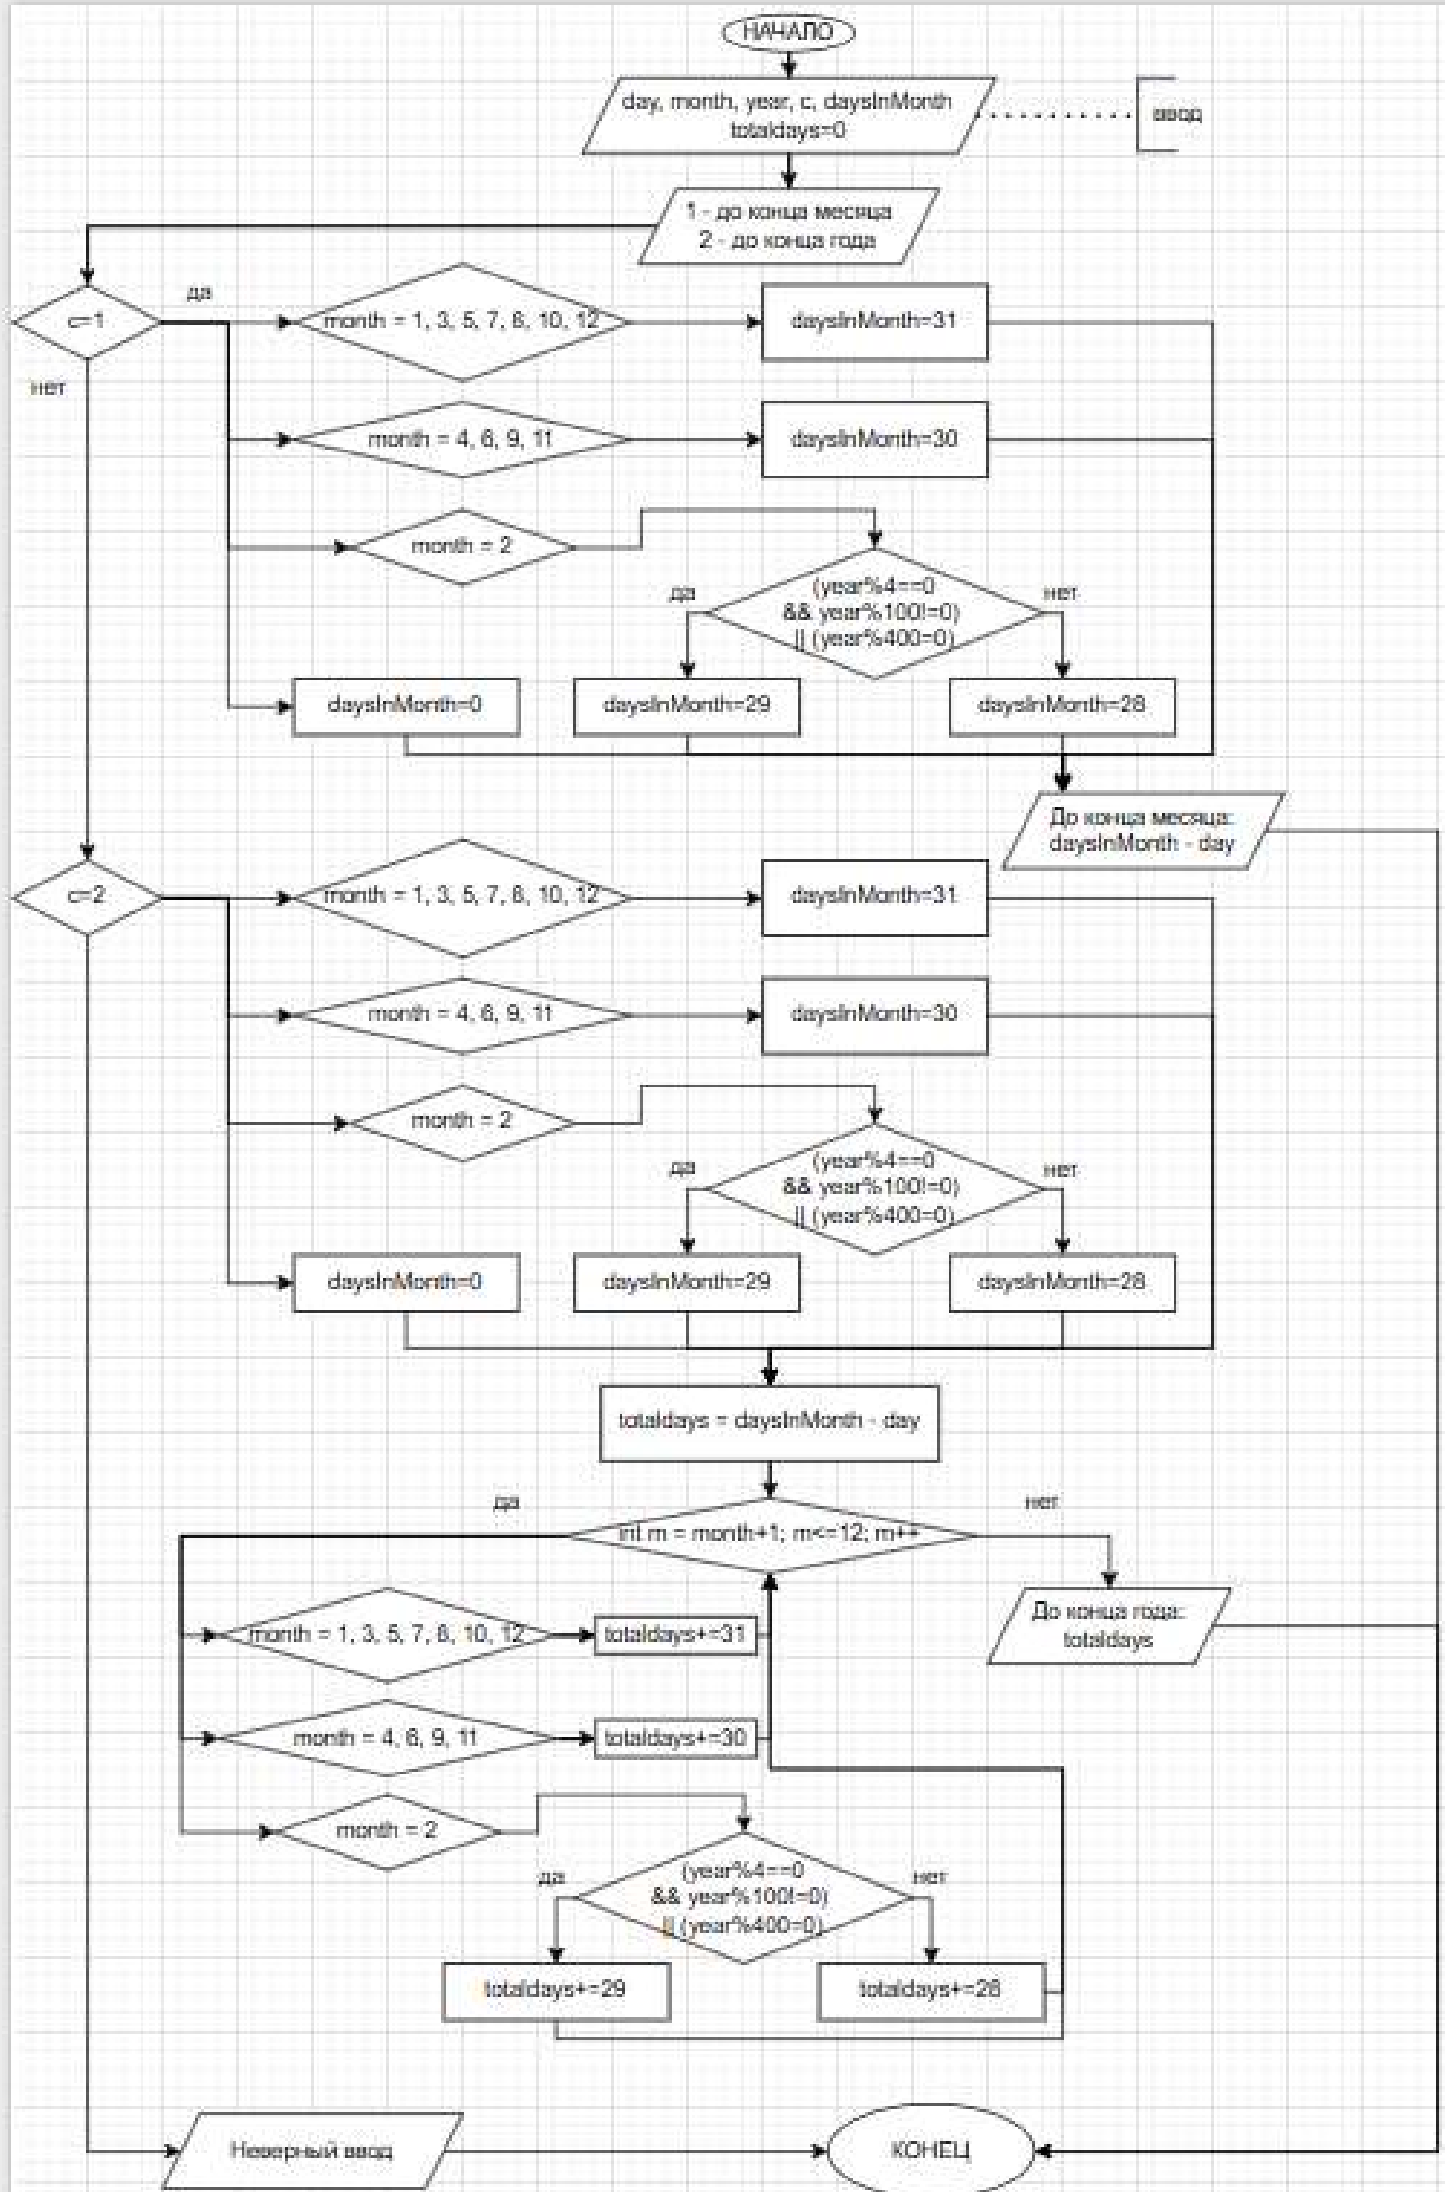 НАЧАЛО
day, month, year, c, daysInMonth
totaldays=0
ввод
1 - до конца месяца
2 - до конца года
c=1
да
month = 1, 3, 5, 7, 8, 10, 12
daysInMonth=31
нет
month = 4, 6, 9, 11
daysInMonth=30
month = 2
(year%4==0
&& year%100!=0)
|| (year%400=0)
да
нет
daysInMonth=0
daysInMonth=29
daysInMonth=28
До конца месяца:
daysInMonth - day
c=2
month = 1, 3, 5, 7, 8, 10, 12
daysInMonth=31
month = 4, 6, 9, 11
daysInMonth=30
month = 2
(year%4==0
&& year%100!=0)
|| (year%400=0)
да
нет
daysInMonth=0
daysInMonth=29
daysInMonth=28
totaldays = daysInMonth - day
да
нет
int m = month+1; m<=12; m++
До конца года:
totaldays
month = 1, 3, 5, 7, 8, 10, 12
totaldays+=31
month = 4, 6, 9, 11
totaldays+=30
month = 2
(year%4==0
&& year%100!=0)
|| (year%400=0)
да
нет
totaldays+=29
totaldays+=28
Неверный ввод
КОНЕЦ